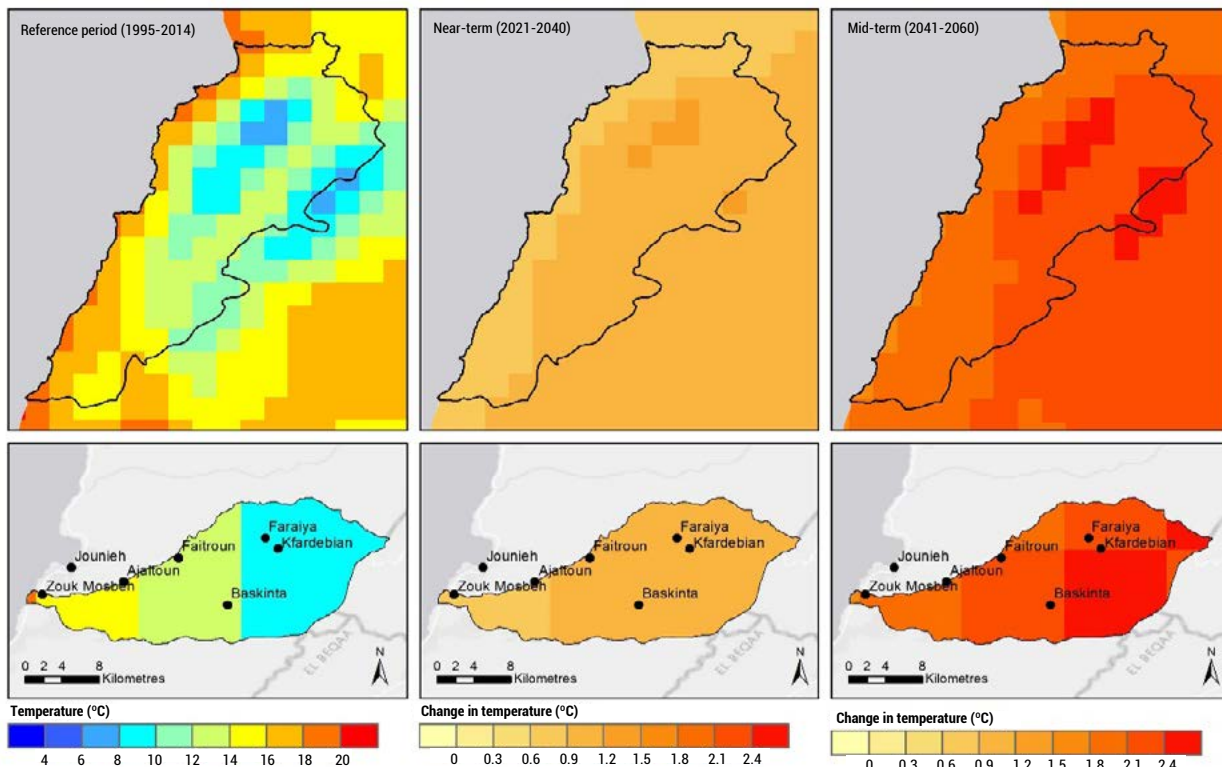 Reference period (1995-2014)
Near-term (2021-2040)
Mid-term (2041-2060)
Faraiya
Kfardebian
Faitroun
Jounieh
Ajaltoun
Zouk Mosbeh
Baskinta
EL BEQAA
0 2 4 8
Kilometres
N
Faraiya
Kfardebian
Faitroun
Jounieh
Ajaltoun
Zouk Mosbeh
Baskinta
EL BEQAA
0 2 4 8
Kilometres
N
Faraiya
Kfardebian
Faitroun
Jounieh
Ajaltoun
Zouk Mosbeh
Baskinta
EL BEQAA
0 2 4 8
Kilometres
N
Temperature (ºC)
4 6 8 10 12 14 16 18 20
Change in temperature (ºC)
0 0.3 0.6 0.9 1.2 1.5 1.8 2.1 2.4
Change in temperature (ºC)
0 0.3 0.6 0.9 1.2 1.5 1.8 2.1 2.4